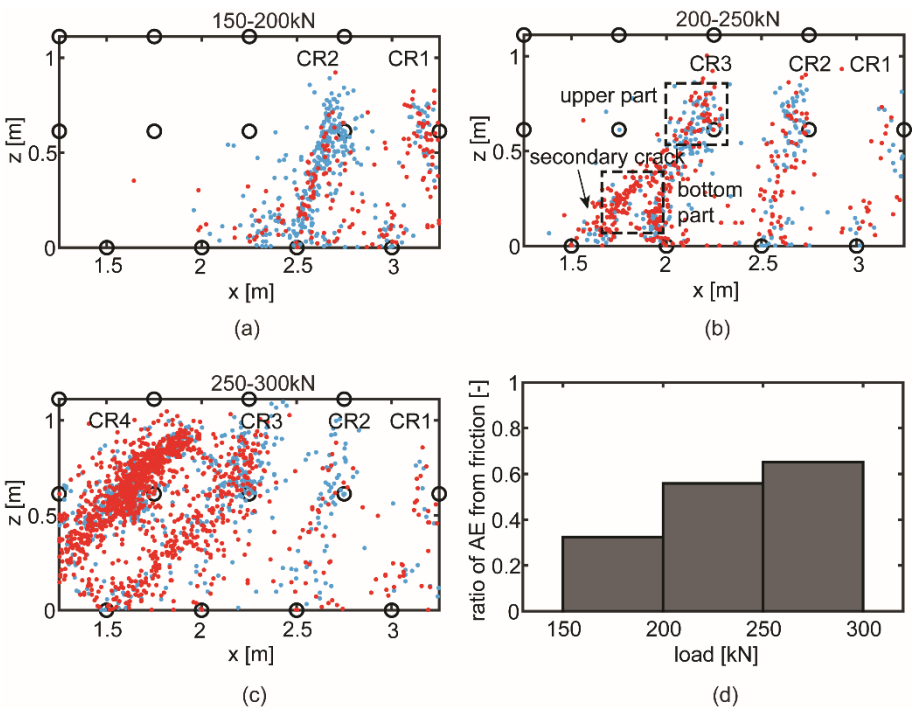 150-200kN
CR2 CR1
1
0.5
0
z [m]
1.5 2 2.5 3
x [m]
(a)
200-250kN
CR3 CR2 CR1
upper part
secondary crack
bottom
part
1
0.5
0
z [m]
1.5 2 2.5 3
x [m]
(b)
250-300kN
CR4 CR3 CR2 CR1
1
0.5
0
z [m]
1.5 2 2.5 3
x [m]
(c)
1
0.8
0.6
0.4
0.2
0
ratio of AE from friction [-]
150 200 250 300
load [kN]
(d)